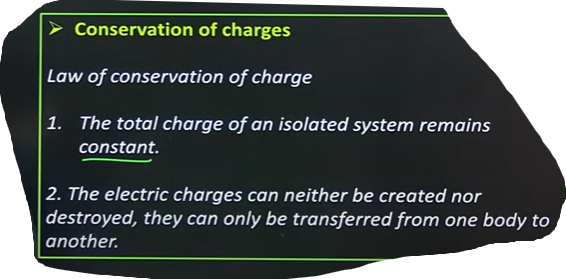 ➤ Conservation of charges
Law of conservation of charge
1. The total charge of an isolated system remains
constant.
2. The electric charges can neither be created nor
destroyed, they can only be transferred from one body to
another.